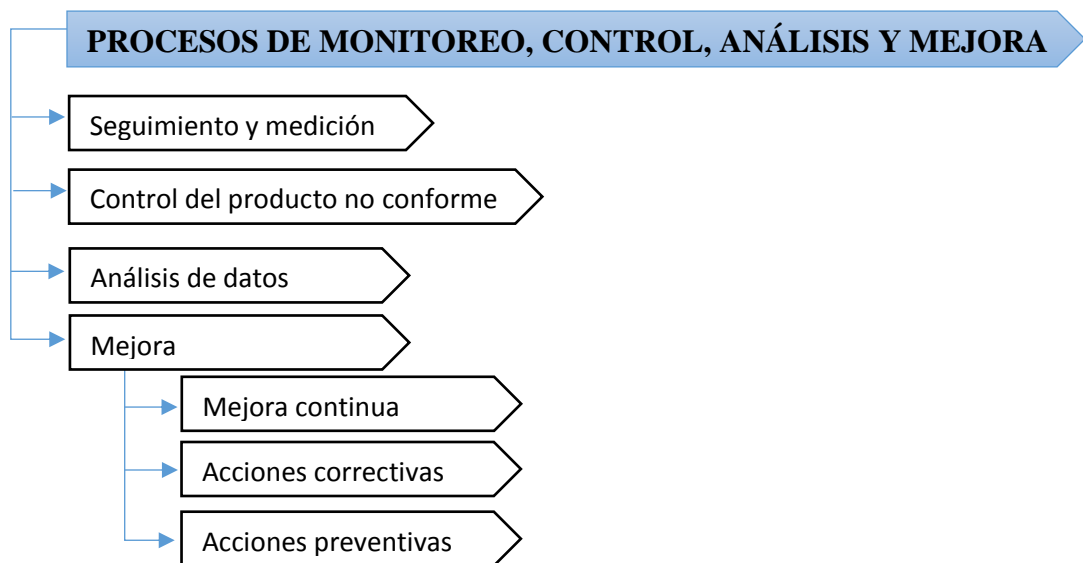 PROCESOS DE MONITOREO, CONTROL, ANÁLISIS Y MEJORA
Seguimiento y medición
Control del producto no conforme
Análisis de datos
Mejora
Mejora continua
Acciones correctivas
Acciones preventivas